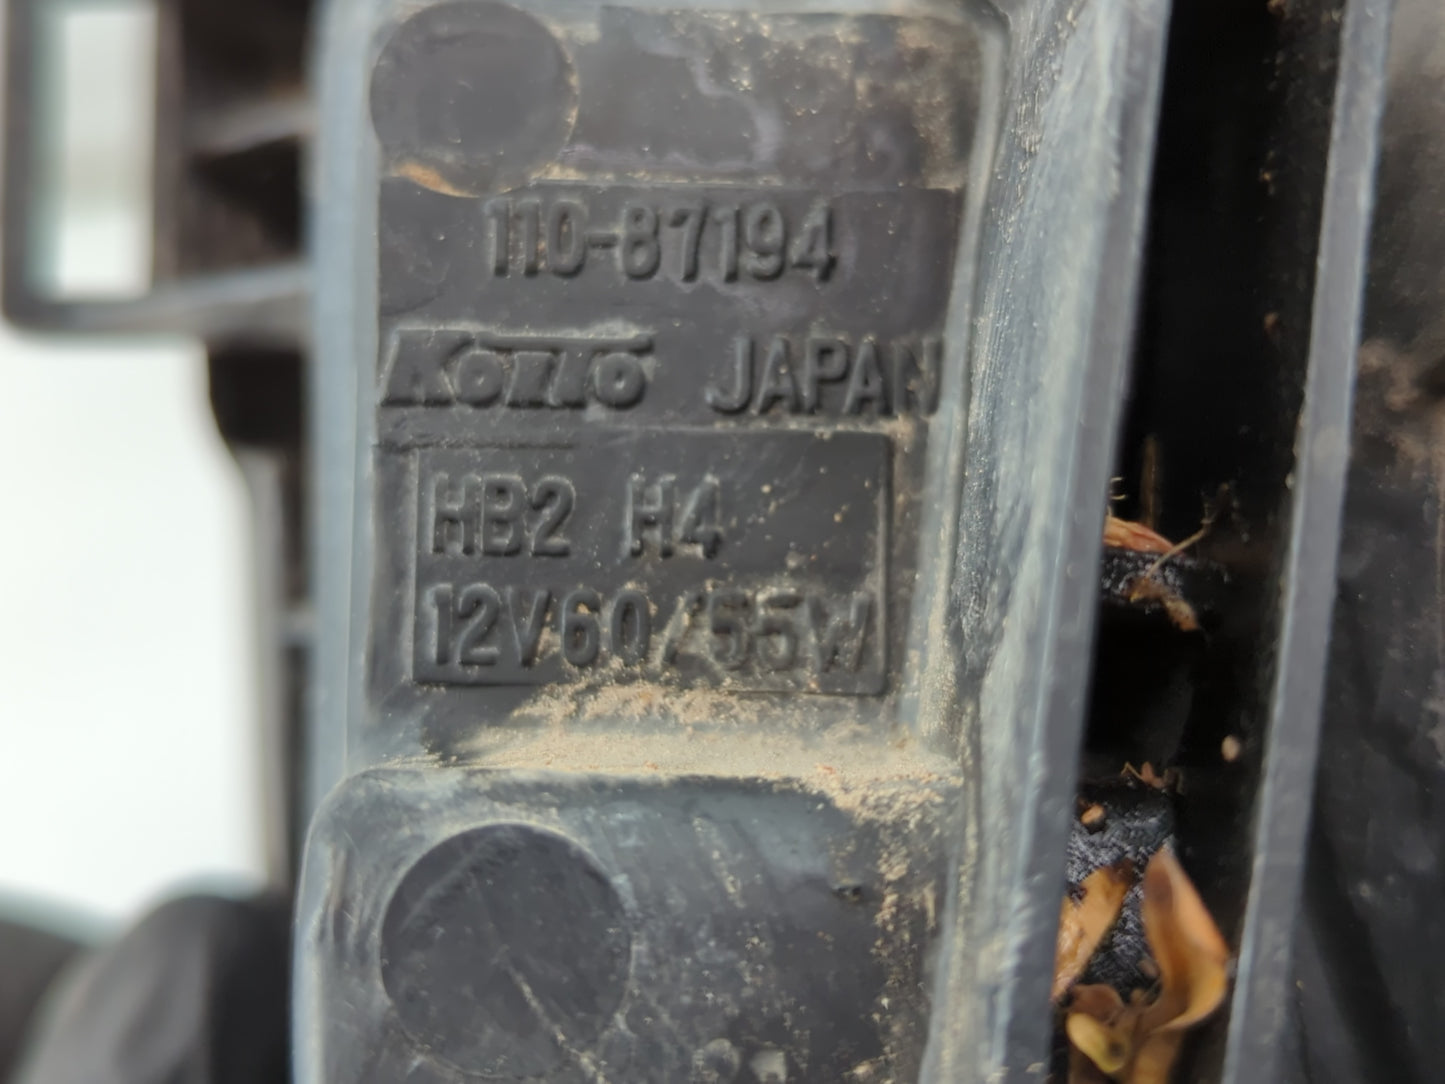 110-87194
KOITO JAPAN
HB2 H4
12V60/55W